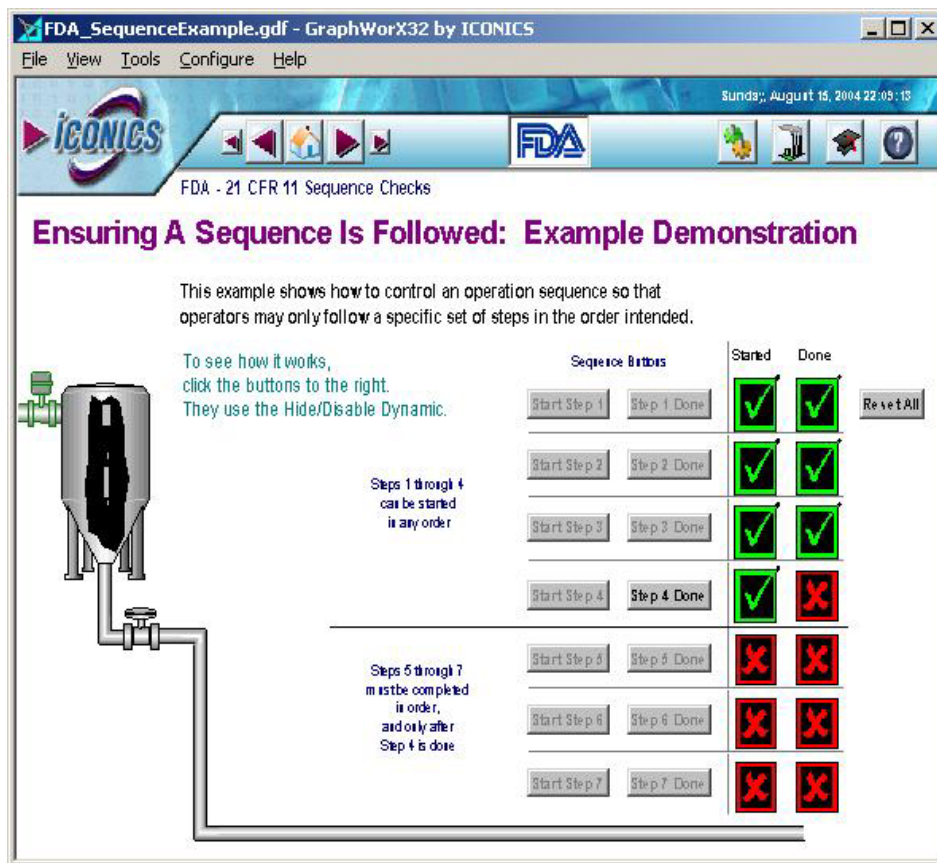 FDA_SequenceExample.gdf - GraphWorX32 by ICONICS
File View Tools Configure Help
Sunday, August 15, 2004 22:09:13
ICONICS
FDA
FDA - 21 CFR 11 Sequence Checks
Ensuring A Sequence Is Followed: Example Demonstration
This example shows how to control an operation sequence so that
operators may only follow a specific set of steps in the order intended.
To see how it works,
click the buttons to the right.
They use the Hide/Disable Dynamic.
Sequence Buttons
Started Done
Start Step 1 Step 1 Done
Reset All
Start Step 2 Step 2 Done
Steps 1 through 4
can be started
in any order
Start Step 3 Step 3 Done
Start Step 4 Step 4 Done
Start Step 5 Step 5 Done
Steps 5 through 7
must be completed
in order,
and only after
Step 4 is done
Start Step 6 Step 6 Done
Start Step 7 Step 7 Done